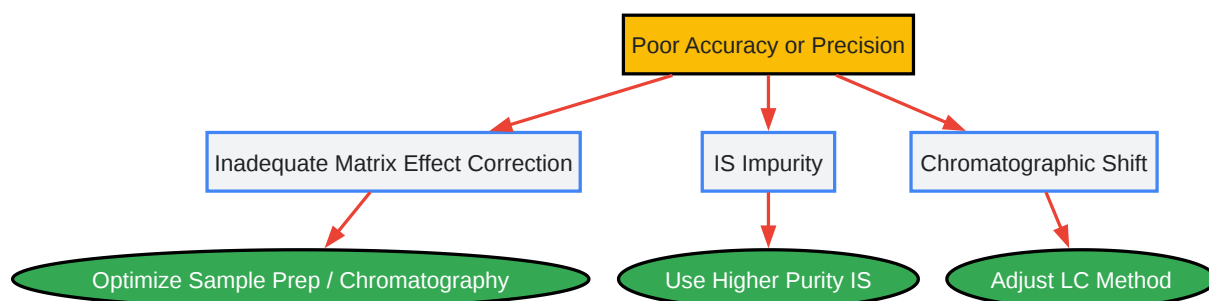 Poor Accuracy or Precision
Inadequate Matrix Effect Correction
IS Impurity
Chromatographic Shift
Optimize Sample Prep / Chromatography
Use Higher Purity IS
Adjust LC Method